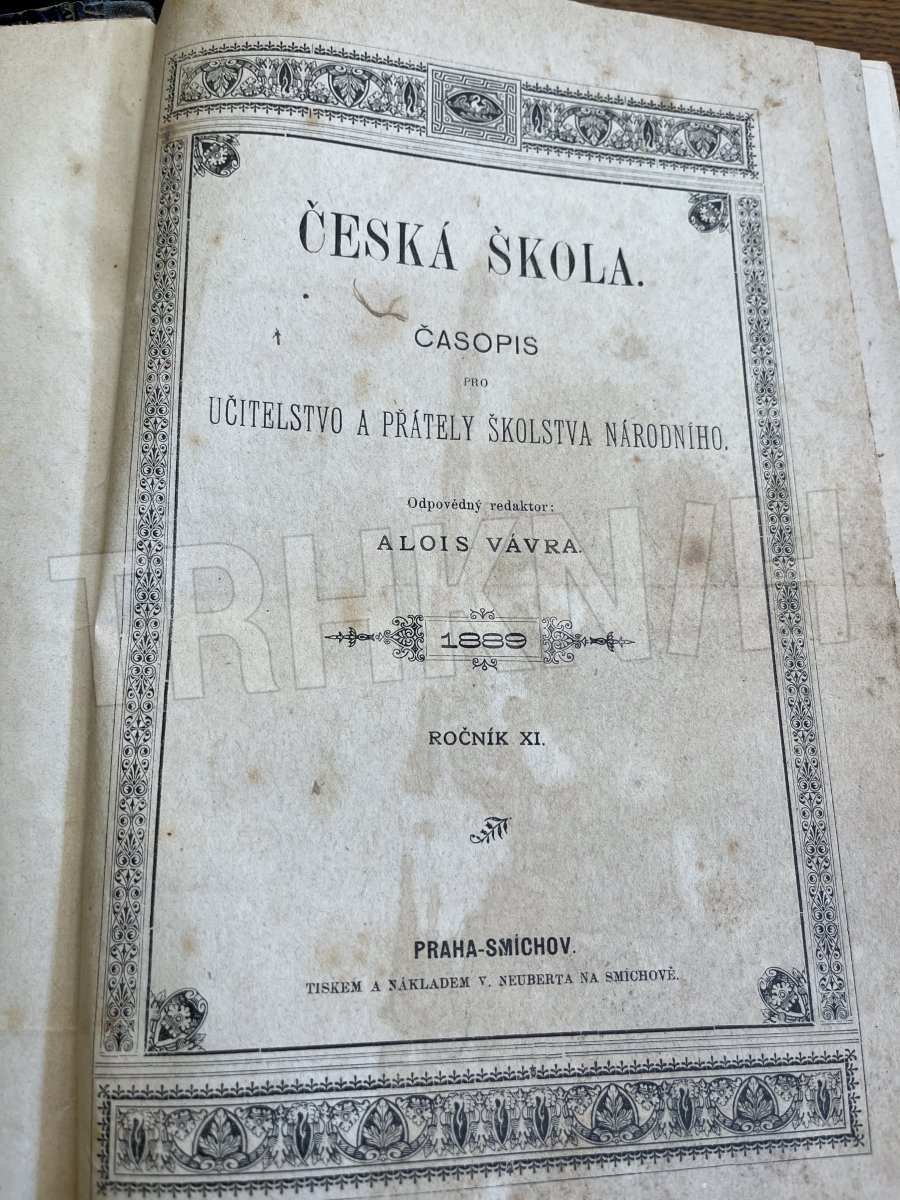 ČESKÁ ŠKOLA.
ČASOPIS
PRO
UČITELSTVO A PŘÁTELY ŠKOLSTVA NÁRODNÍHO.
Odpovědný redaktor:
ALOIS VÁVRA.
1889
ROČNÍK XI.
PRAHA-SMÍCHOV.
TISKEM A NÁKLADEM V. NEUBERTA NA SMÍCHOVĚ.